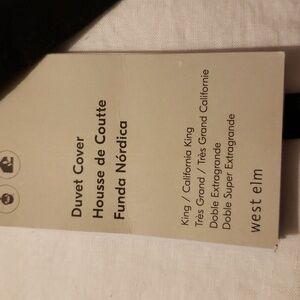 Duvet Cover
Housse de Coutte
Funda Nórdica
King / California King
Très Grand / Très Grand Californie
Doble Extragrande
Doble Super Extragrande
west elm